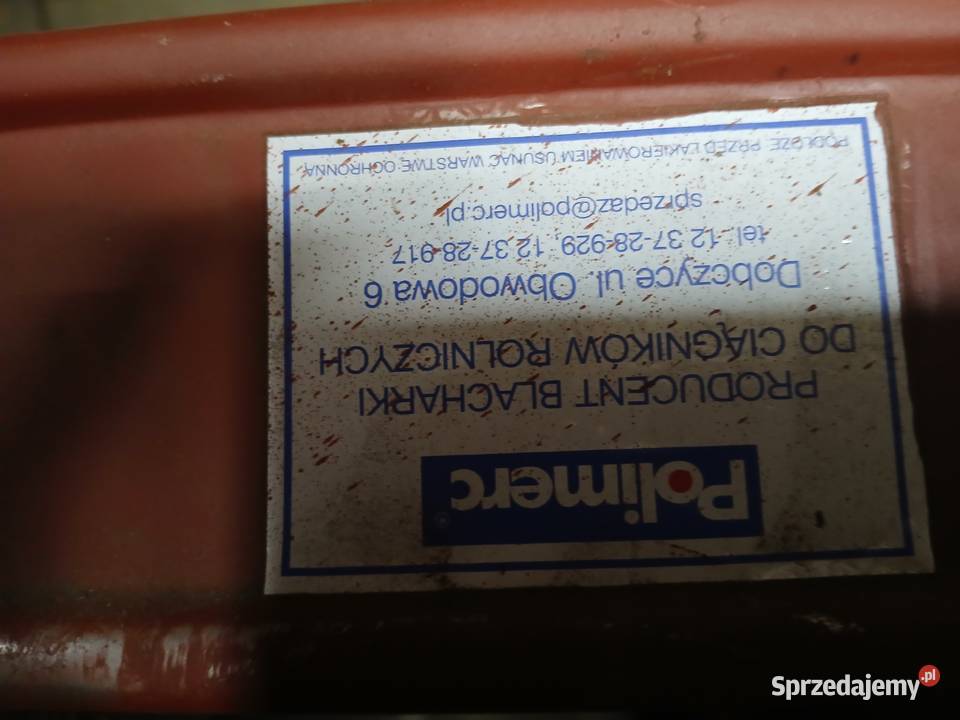 Polimerc®
PRODUCENT BLACHARKI
DO CIĄGNIKÓW ROLNICZYCH
Dobczyce ul. Obwodowa 6
tel. 12 37-28-929, 12 37-28-917
sprzedaz@polimerc.pl
PODŁOŻE PRZED LAKIEROWANIEM USUNĄĆ WARSTWĘ OCHRONNĄ
Sprzedajemy.pl